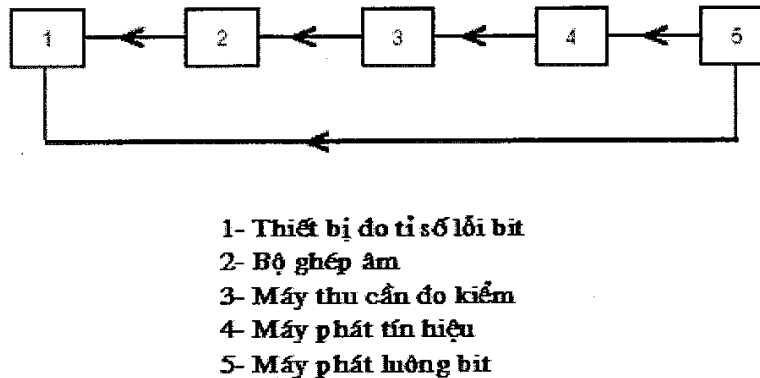 1 2 3 4 5
1- Thiết bị đo tỉ số lỗi bit
2- Bộ ghép âm
3- Máy thu cần đo kiểm
4- Máy phát tín hiệu
5- Máy phát luông bit